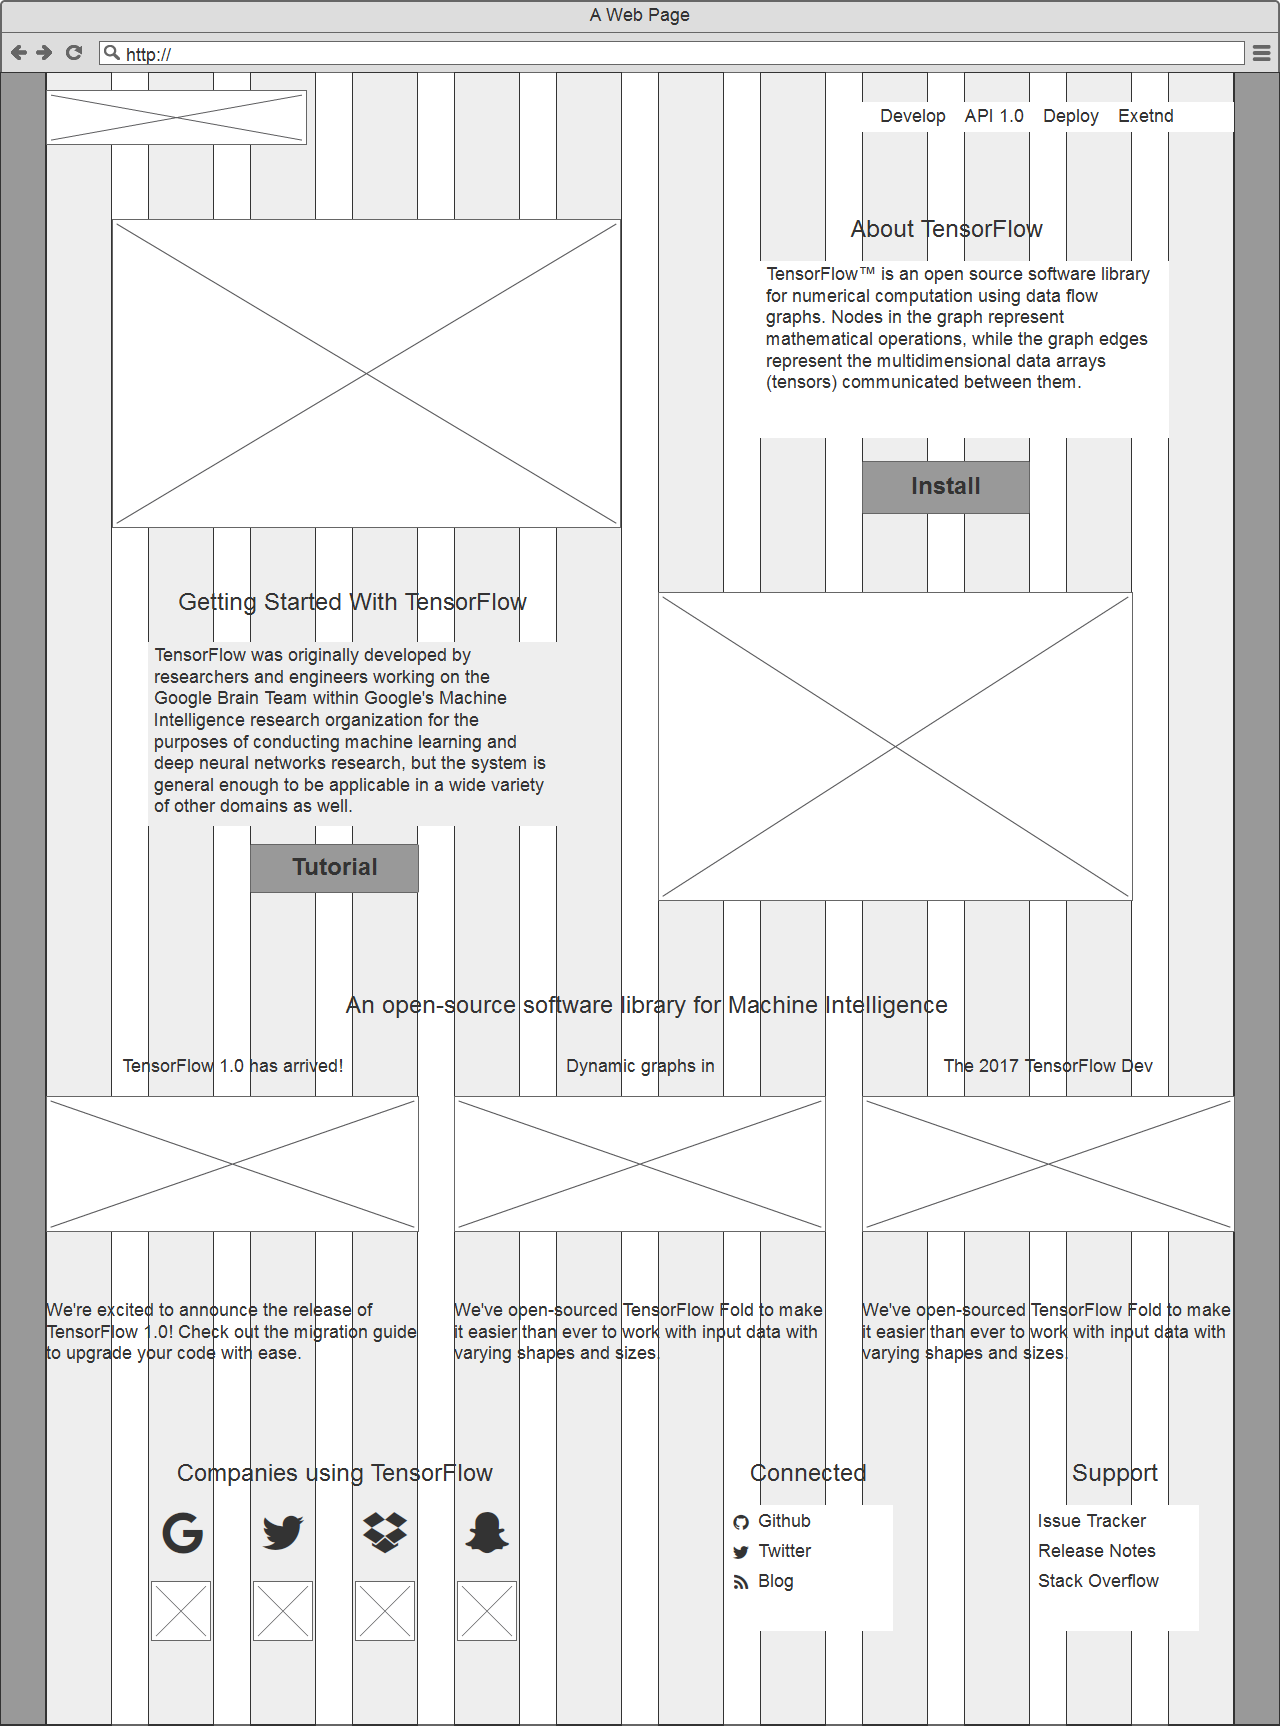 A Web Page
http://
Develop API 1.0 Deploy Exetnd
About TensorFlow
TensorFlow™ is an open source software library
for numerical computation using data flow
graphs. Nodes in the graph represent
mathematical operations, while the graph edges
represent the multidimensional data arrays
(tensors) communicated between them.
Install
Getting Started With TensorFlow
TensorFlow was originally developed by
researchers and engineers working on the
Google Brain Team within Google's Machine
Intelligence research organization for the
purposes of conducting machine learning and
deep neural networks research, but the system is
general enough to be applicable in a wide variety
of other domains as well.
Tutorial
An open-source software library for Machine Intelligence
TensorFlow 1.0 has arrived!
Dynamic graphs in
The 2017 TensorFlow Dev
We're excited to announce the release of
TensorFlow 1.0! Check out the migration guide
to upgrade your code with ease.
We've open-sourced TensorFlow Fold to make
it easier than ever to work with input data with
varying shapes and sizes.
We've open-sourced TensorFlow Fold to make
it easier than ever to work with input data with
varying shapes and sizes.
Companies using TensorFlow
Connected
Github
Twitter
Blog
Support
Issue Tracker
Release Notes
Stack Overflow